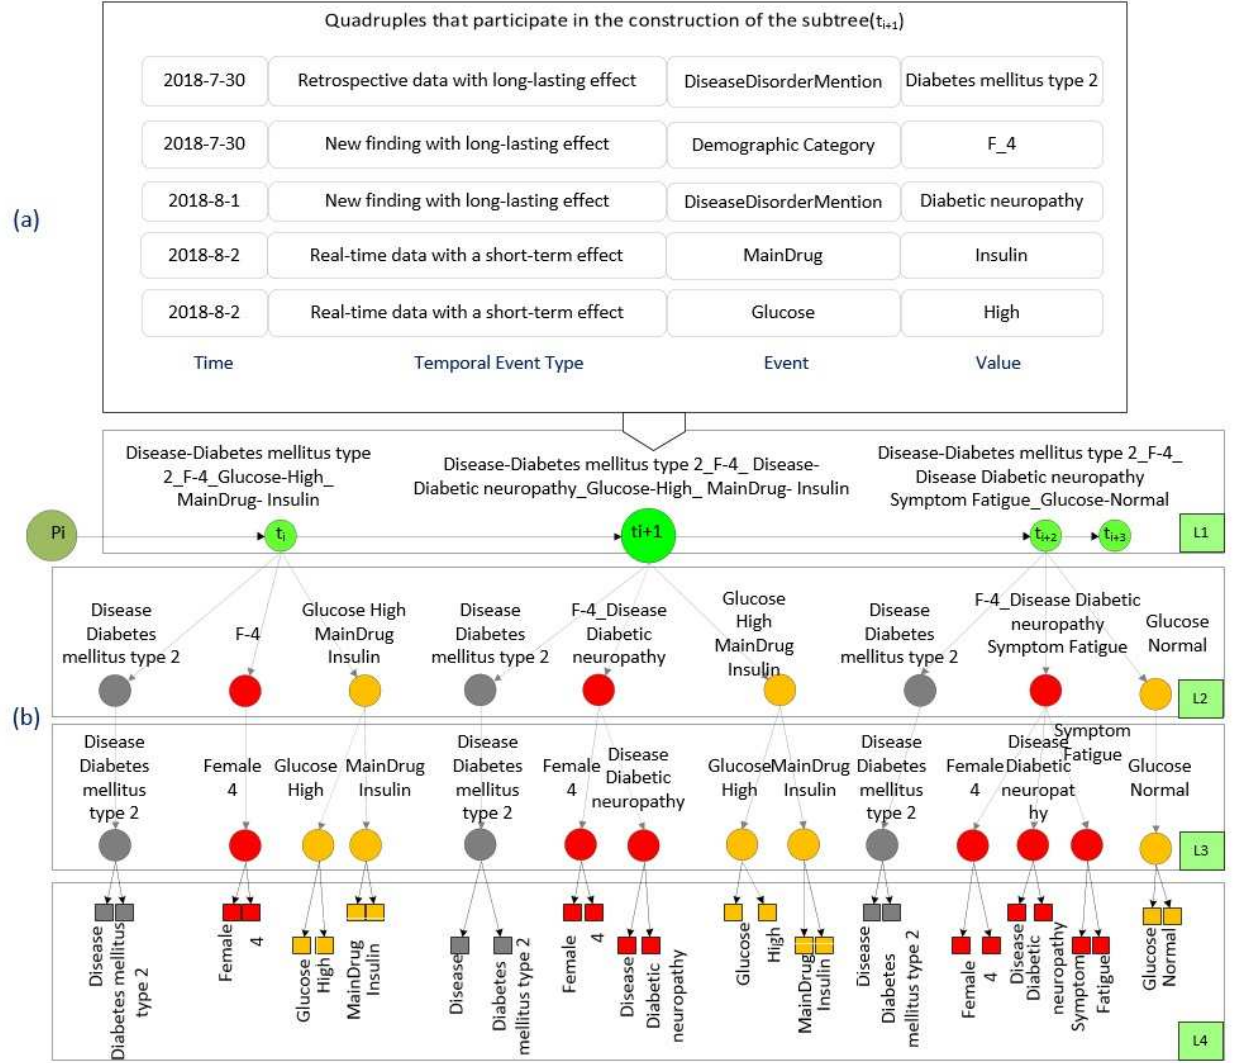 Quadruples that participate in the construction of the subtree(ti+1)
2018-7-30 Retrospective data with long-lasting effect DiseaseDisorderMention Diabetes mellitus type 2
2018-7-30 New finding with long-lasting effect Demographic Category F_4
2018-8-1 New finding with long-lasting effect DiseaseDisorderMention Diabetic neuropathy
(a)
2018-8-2 Real-time data with a short-term effect MainDrug Insulin
2018-8-2 Real-time data with a short-term effect Glucose High
Time Temporal Event Type Event Value
Disease-Diabetes mellitus type
2_F-4_Glucose-High_
MainDrug- Insulin
Disease-Diabetes mellitus type 2_F-4_ Disease-
Diabetic neuropathy_Glucose-High_ MainDrug- Insulin
Disease-Diabetes mellitus type 2_F-4_
Disease Diabetic neuropathy
Symptom Fatigue_Glucose-Normal
Pi
ti
ti+1
ti+2
ti+3
L1
Disease
Diabetes
mellitus type 2
F-4
Glucose High
MainDrug
Insulin
Disease
Diabetes
mellitus type 2
F-4_Disease
Diabetic
neuropathy
Glucose
High
MainDrug
Insulin
Disease
Diabetes
mellitus type 2
F-4_Disease Diabetic
neuropathy
Symptom Fatigue
Glucose
Normal
L2
(b)
Disease
Diabetes
mellitus
type 2
Female
4
Glucose
High
MainDrug
Insulin
Disease
Diabetes
mellitus
type 2
Female
4
Disease
Diabetic
neuropathy
Glucose
High
MainDrug
Insulin
Disease
Diabetes
mellitus
type 2
Female
4
Disease
Diabetic
neuropat
hy
Symptom
Fatigue
Glucose
Normal
L3
Disease
Diabetes mellitus
type 2
Female
4
Glucose
High
MainDrug
Insulin
Disease
Diabetes
mellitus type 2
Female
4
Disease
Diabetic
neuropathy
Glucose
High
MainDrug
Insulin
Disease
Diabetes
mellitus type 2
Female
4
Disease
Diabetic
neuropathy
Symptom
Fatigue
Glucose
Normal
L4